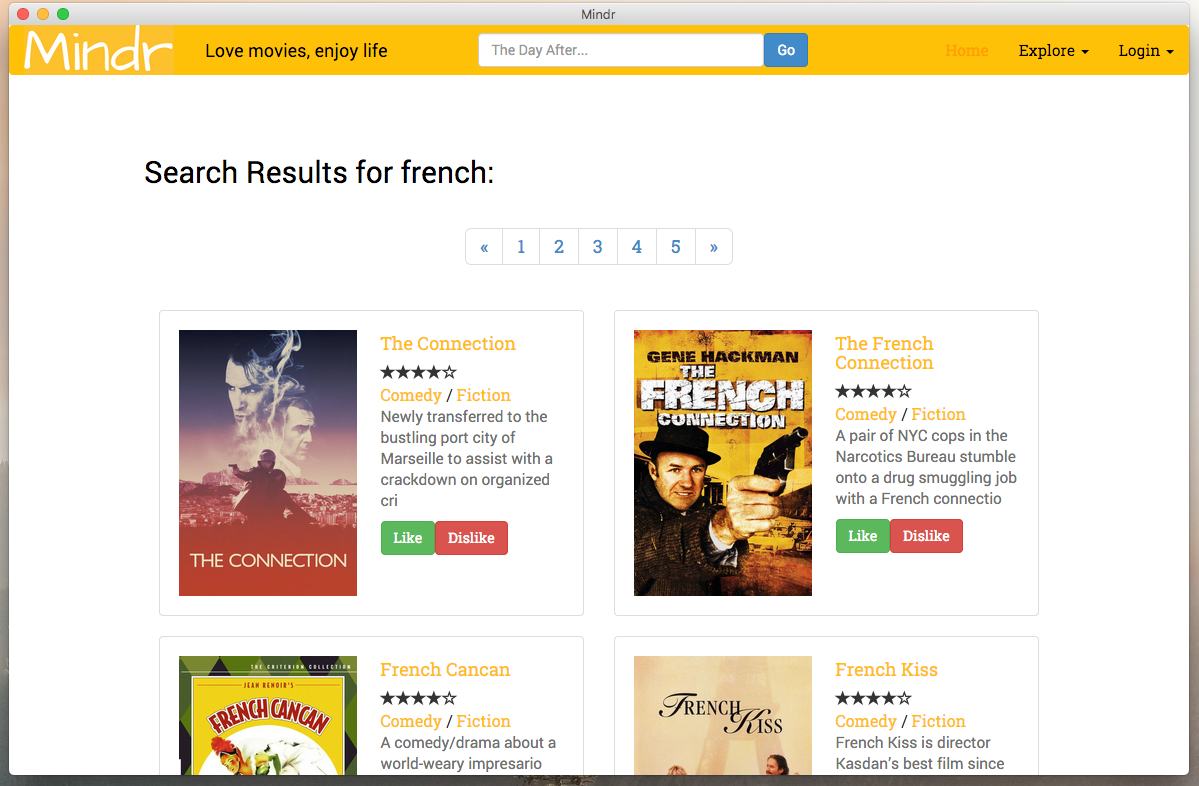 Mindr
Mindr
Love movies, enjoy life
The Day After...
Go
Home
Explore
Login
Search Results for french:
« 1 2 3 4 5 »
THE CONNECTION
The Connection
★★★★☆
Comedy / Fiction
Newly transferred to the
bustling port city of
Marseille to assist with a
crackdown on organized
cri
Like Dislike
GENE HACKMAN
THE
FRENCH
CONNECTION
The French
Connection
★★★★☆
Comedy / Fiction
A pair of NYC cops in the
Narcotics Bureau stumble
onto a drug smuggling job
with a French connectio
Like Dislike
THE CRITERION COLLECTION
JEAN RENOIR'S
FRENCH CANCAN
French Cancan
★★★★☆
Comedy / Fiction
A comedy/drama about a
world-weary impresario
FRENCH
KISS
French Kiss
★★★★☆
Comedy / Fiction
French Kiss is director
Kasdan's best film since